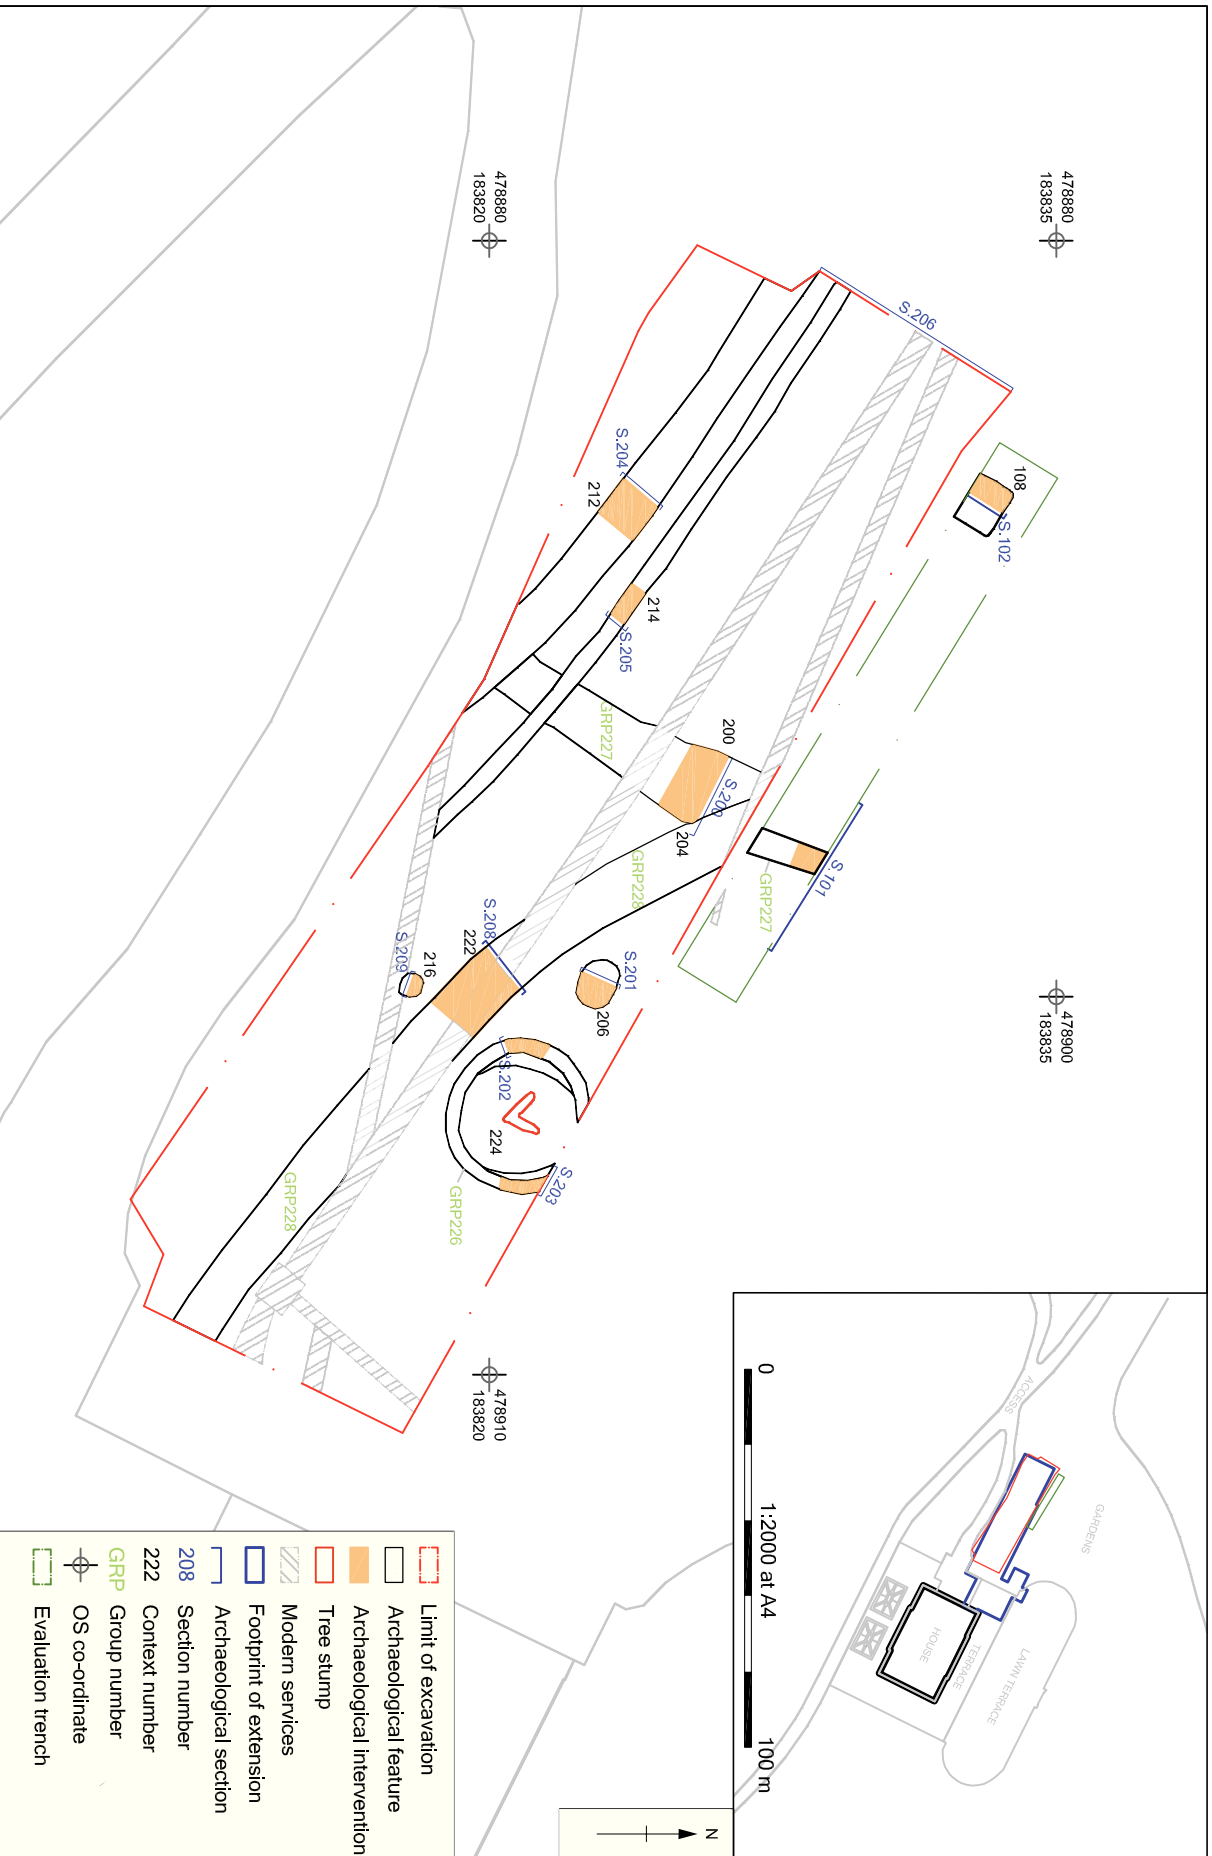 478880
183835
478880
183820
478900
183835
478910
183820
S.206
108
S.102
S.204
212
214
S.205
GRP227
200
S.200
204
GRP228
S.101
GRP227
S.208
222
S.209
216
S.201
206
S.202
224
S.203
GRP226
GRP228
ACCESS
GARDENS
HOUSE
TERRACE
LAWN TERRACE
0
1:2000 at A4
100 m
N
Limit of excavation
Archaeological feature
Archaeological intervention
Tree stump
Modern services
Footprint of extension
Archaeological section
208 Section number
222 Context number
GRP Group number
OS co-ordinate
Evaluation trench